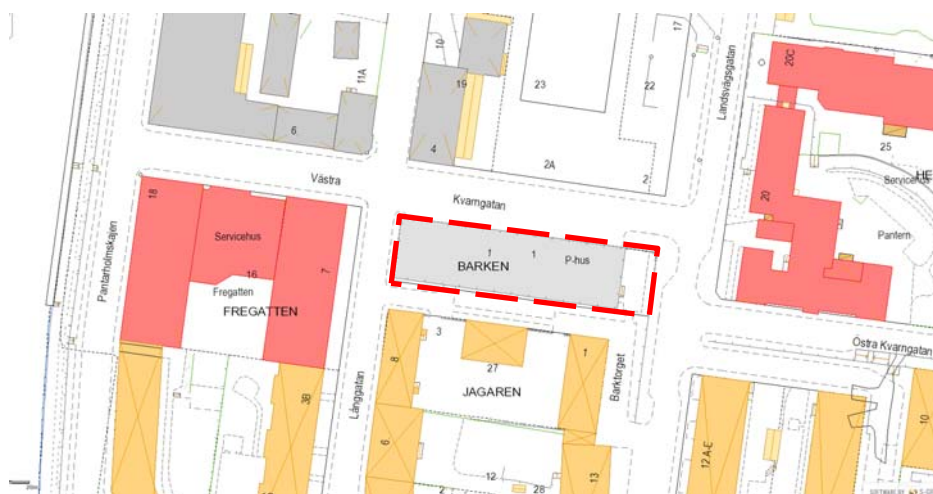 10
17
20C
11A
19
23
22
Landsvägsgatan
6
4
2A
2
25
Servicehus
HE
Västra
Kvarngatan
18
20
Pantarholmskajen
Servicehus
7
1
1
P-hus
BARKEN
Pantern
16
Fregatten
FREGATTEN
3
1
Östra Kvarngatan
8
27
Långgatan
JAGAREN
Barktorget
3B
6
12 A-E
10
12
13
2
28